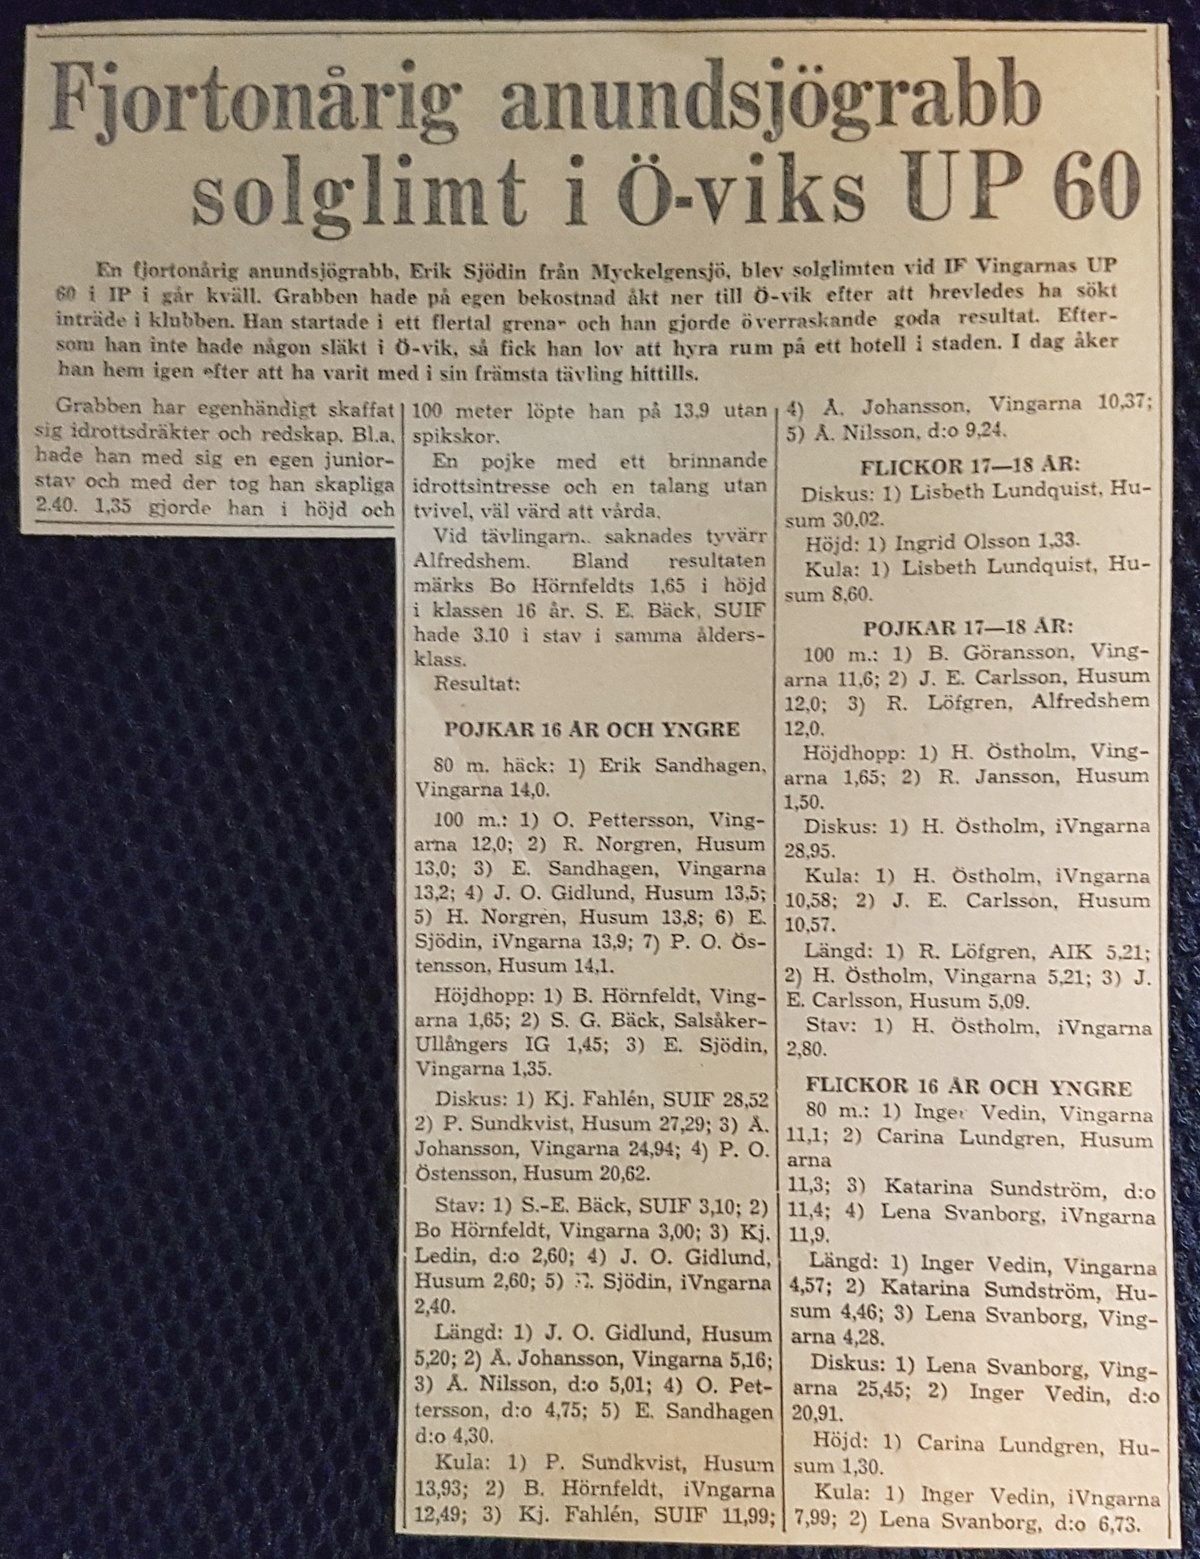 Fjortonårig anundsjögrabb
solglimt i Ö-viks UP 60
En fjortonårig anundsjögrabb, Erik Sjödin från Myckelgensjö, blev solglimten vid IF Vingarnas UP
60 i IP i går kväll. Grabben hade på egen bekostnad åkt ner till Ö-vik efter att brevledes ha sökt
inträde i klubben. Han startade i ett flertal grenar och han gjorde överraskande goda resultat. Efter-
som han inte hade någon släkt i Ö-vik, så fick han lov att hyra rum på ett hotell i staden. I dag åker
han hem igen efter att ha varit med i sin främsta tävling hittills.
Grabben har egenhändigt skaffat
sig idrottsdräkter och redskap. Bl.a.
hade han med sig en egen junior-
stav och med der tog han skapliga
2.40. 1,35 gjorde han i höjd och
100 meter löpte han på 13,9 utan
spikskor.
En pojke med ett brinnande
idrottsintresse och en talang utan
tvivel, väl värd att vårda.
Vid tävlingarn.. saknades tyvärr
Alfredshem. Bland resultaten
märks Bo Hörnfeldts 1,65 i höjd
i klassen 16 år. S. E. Bäck, SUIF
hade 3.10 i stav i samma ålders-
klass.
Resultat:
POJKAR 16 ÅR OCH YNGRE
80 m. häck: 1) Erik Sandhagen,
Vingarna 14,0.
100 m.: 1) O. Pettersson, Ving-
arna 12,0; 2) R. Norgren, Husum
13,0; 3) E. Sandhagen, Vingarna
13,2; 4) J. O. Gidlund, Husum 13,5;
5) H. Norgren, Husum 13,8; 6) E.
Sjödin, iVngarna 13,9; 7) P. O. Ös-
tensson, Husum 14,1.
Höjdhopp: 1) B. Hörnfeldt, Ving-
arna 1,65; 2) S. G. Bäck, Salsåker-
Ullångers IG 1,45; 3) E. Sjödin,
Vingarna 1,35.
Diskus: 1) Kj. Fahlén, SUIF 28,52
2) P. Sundkvist, Husum 27,29; 3) Å.
Johansson, Vingarna 24,94; 4) P. O.
Östensson, Husum 20,62.
Stav: 1) S.-E. Bäck, SUIF 3,10; 2)
Bo Hörnfeldt, Vingarna 3,00; 3) Kj.
Ledin, d:o 2,60; 4) J. O. Gidlund,
Husum 2,60; 5) Sjödin, iVngarna
2,40.
Längd: 1) J. O. Gidlund, Husum
5,20; 2) Å. Johansson, Vingarna 5,16;
3) Å. Nilsson, d:o 5,01; 4) O. Pet-
tersson, d:o 4,75; 5) E. Sandhagen
d:o 4,30.
Kula: 1) P. Sundkvist, Husum
13,93; 2) B. Hörnfeldt, iVngarna
12,49; 3) Kj. Fahlén, SUIF 11,99;
4) Å. Johansson, Vingarna 10,37;
5) Å. Nilsson, d:o 9,24.
FLICKOR 17—18 ÅR:
Diskus: 1) Lisbeth Lundquist, Hu-
sum 30,02.
Höjd: 1) Ingrid Olsson 1,33.
Kula: 1) Lisbeth Lundquist, Hu-
sum 8,60.
POJKAR 17—18 ÅR:
100 m.: 1) B. Göransson, Ving-
arna 11,6; 2) J. E. Carlsson, Husum
12,0; 3) R. Löfgren, Alfredshem
12,0.
Höjdhopp: 1) H. Östholm, Ving-
arna 1,65; 2) R. Jansson, Husum
1,50.
Diskus: 1) H. Östholm, iVngarna
28,95.
Kula: 1) H. Östholm, iVngarna
10,58; 2) J. E. Carlsson, Husum
10,57.
Längd: 1) R. Löfgren, AIK 5,21;
2) H. Östholm, Vingarna 5,21; 3) J.
E. Carlsson, Husum 5,09.
Stav: 1) H. Östholm, iVngarna
2,80.
FLICKOR 16 ÅR OCH YNGRE
80 m.: 1) Inger Vedin, Vingarna
11,1; 2) Carina Lundgren, Husum
arna
11,3; 3) Katarina Sundström, d:o
11,4; 4) Lena Svanborg, iVngarna
11,9.
Längd: 1) Inger Vedin, Vingarna
4,57; 2) Katarina Sundström, Hu-
sum 4,46; 3) Lena Svanborg, Ving-
arna 4,28.
Diskus: 1) Lena Svanborg, Ving-
arna 25,45; 2) Inger Vedin, d:o
20,91.
Höjd: 1) Carina Lundgren, Hu-
sum 1,30.
Kula: 1) Inger Vedin, iVngarna
7,99; 2) Lena Svanborg, d:o 6,73.